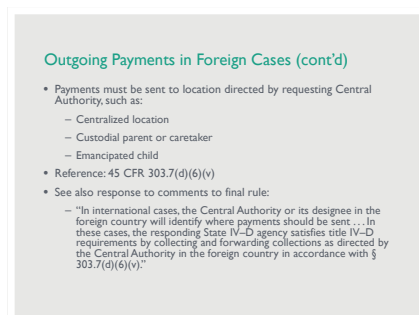 Outgoing Payments in Foreign Cases (cont'd)
• Payments must be sent to location directed by requesting Central
Authority, such as:
– Centralized location
– Custodial parent or caretaker
– Emancipated child
• Reference: 45 CFR 303.7(d)(6)(v)
• See also response to comments to final rule:
– “In international cases, the Central Authority or its designee in the
foreign country will identify where payments should be sent . . . In
these cases, the responding State IV–D agency satisfies title IV–D
requirements by collecting and forwarding collections as directed by
the Central Authority in the foreign country in accordance with §
303.7(d)(6)(v).”